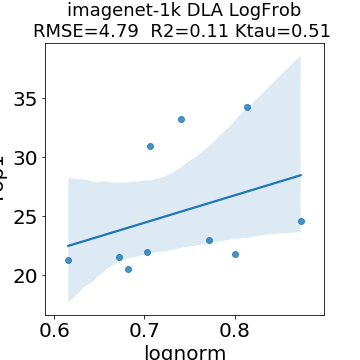 imagenet-1k DLA LogFrob
RMSE=4.79 R2=0.11 Ktau=0.51
35
30
25
20
0.6 0.7 0.8
lognorm